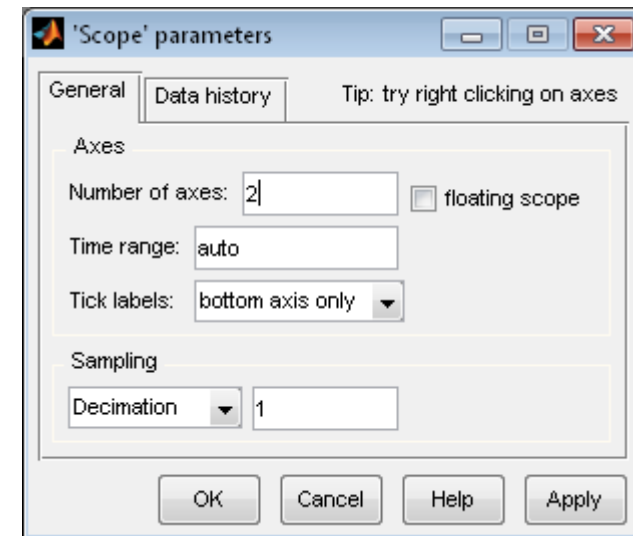 'Scope' parameters
General Data history Tip: try right clicking on axes
Axes
Number of axes: 2 floating scope
Time range: auto
Tick labels: bottom axis only
Sampling
Decimation 1
OK Cancel Help Apply